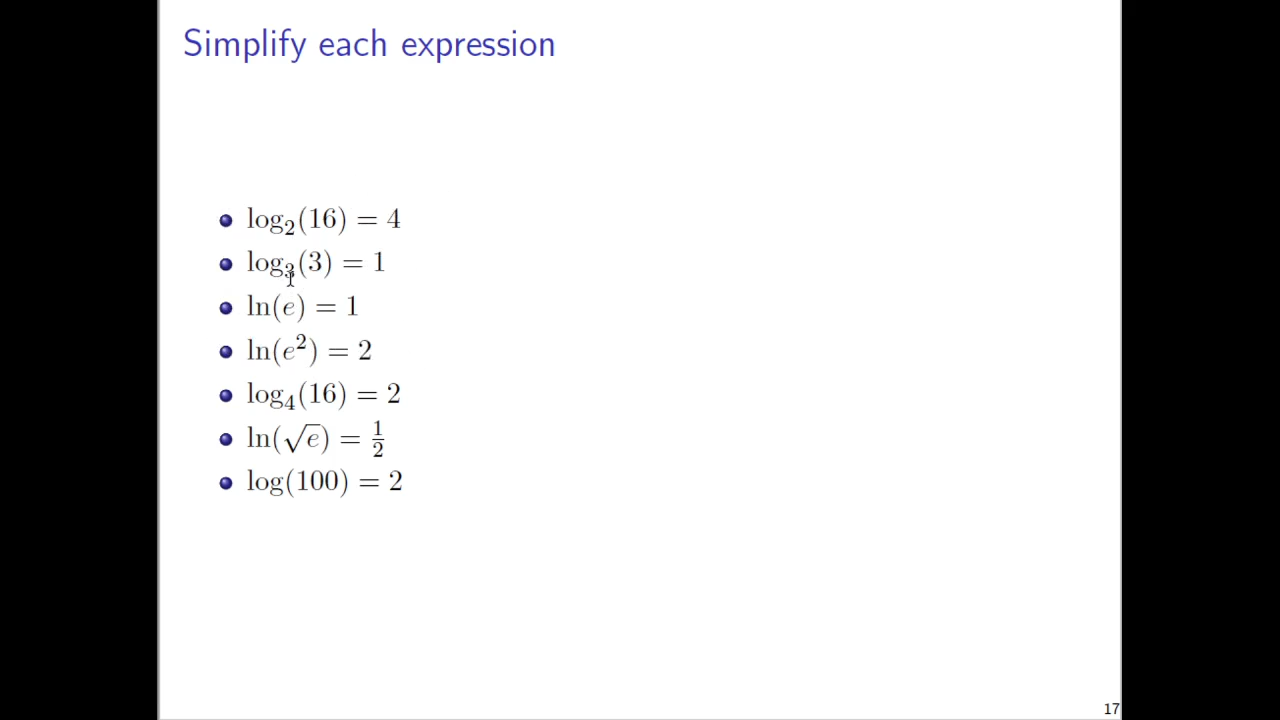 Simplify each expression
• log₂(16) = 4
• log₃(3) = 1
• ln(e) = 1
• ln(e²) = 2
• log₄(16) = 2
• ln(√e) = 1/2
• log(100) = 2
17